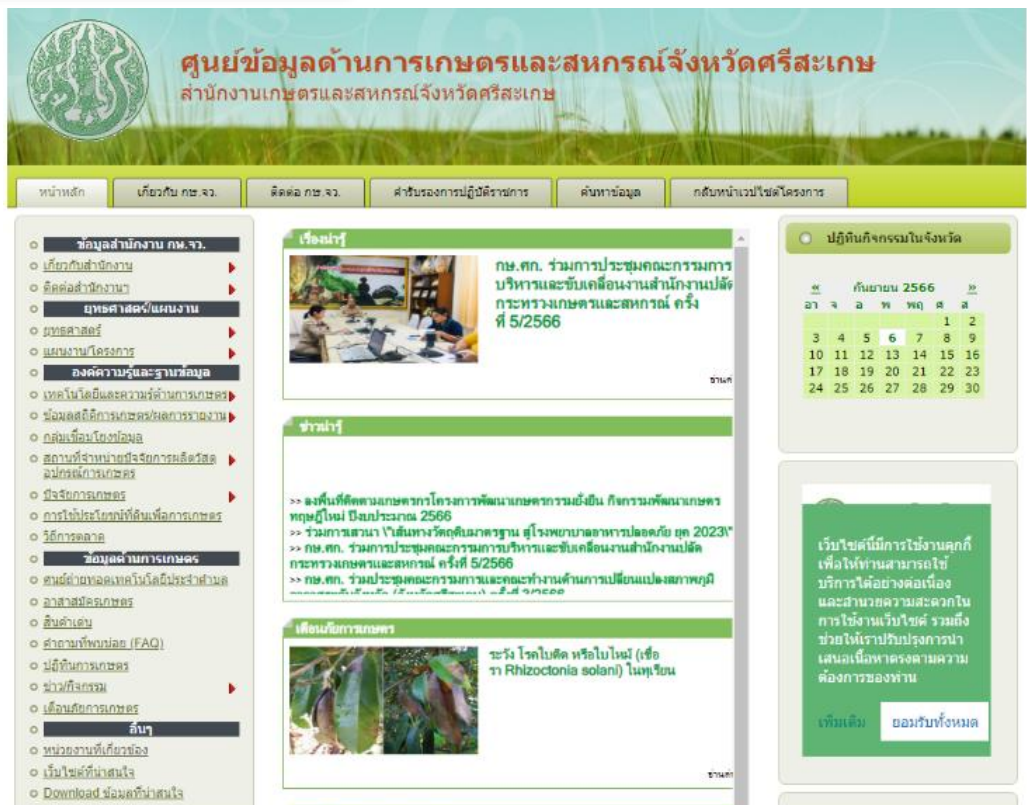 ศูนย์ข้อมูลด้านการเกษตรและสหกรณ์จังหวัดศรีสะเกษ
สำนักงานเกษตรและสหกรณ์จังหวัดศรีสะเกษ
หน้าหลัก
เกี่ยวกับ กษ.จว.
ติดต่อ กษ.จว.
คำรับรองการปฏิบัติราชการ
ค้นหาข้อมูล
กลับหน้าเวปไซต์โครงการ
ข้อมูลสำนักงาน กษ.จว.
เกี่ยวกับสำนักงาน
ติดต่อสำนักงานฯ
ยุทธศาสตร์/แผนงาน
ยุทธศาสตร์
แผนงาน/โครงการ
องค์ความรู้และฐานข้อมูล
เทคโนโลยีและความรู้ด้านการเกษตร
ข้อมูลสถิติการเกษตร/ผลการรายงาน
กลุ่มเชื่อมโยงข้อมูล
สถานที่จำหน่ายปัจจัยการผลิตวัสดุ
อุปกรณ์การเกษตร
ปัจจัยการเกษตร
การใช้ประโยชน์ที่ดินเพื่อการเกษตร
วิถีการตลาด
ข้อมูลด้านการเกษตร
ศูนย์ถ่ายทอดเทคโนโลยีประจำตำบล
อาสาสมัครเกษตร
สินค้าเด่น
คำถามที่พบบ่อย (FAQ)
ปฏิทินการเกษตร
ข่าว/กิจกรรม
เตือนภัยการเกษตร
อื่นๆ
หน่วยงานที่เกี่ยวข้อง
เว็บไซต์ที่น่าสนใจ
Download ข้อมูลที่น่าสนใจ
เรื่องน่ารู้
กษ.ศก. ร่วมการประชุมคณะกรรมการ
บริหารและขับเคลื่อนงานสำนักงานปลัด
กระทรวงเกษตรและสหกรณ์ ครั้ง
ที่ 5/2566
ข่าวน่ารู้
>> ลงพื้นที่ติดตามเกษตรกรโครงการพัฒนาเกษตรกรรมยั่งยืน กิจกรรมพัฒนาเกษตร
ทฤษฎีใหม่ ปีงบประมาณ 2566
>> ร่วมการเสวนา \"เส้นทางวัตถุดิบมาตรฐาน สู่โรงพยาบาลอาหารปลอดภัย ยุค 2023\"
>> กษ.ศก. ร่วมการประชุมคณะกรรมการบริหารและขับเคลื่อนงานสำนักงานปลัด
กระทรวงเกษตรและสหกรณ์ ครั้งที่ 5/2566
>> กษ.ศก. ร่วมประชุมคณะกรรมการและคณะทำงานด้านการเปลี่ยนแปลงสภาพภูมิ
เตือนภัยการเกษตร
ระวัง โรคใบติด หรือใบไหม้ (เชื้อ
รา Rhizoctonia solani) ในทุเรียน
ปฏิทินกิจกรรมในจังหวัด
« กันยายน 2566 »
อา จ อ พ พฤ ศ ส
1 2
3 4 5 6 7 8 9
10 11 12 13 14 15 16
17 18 19 20 21 22 23
24 25 26 27 28 29 30
เว็บไซต์นี้มีการใช้งานคุกกี้
เพื่อให้ท่านสามารถใช้
บริการได้อย่างต่อเนื่อง
และอำนวยความสะดวกใน
การใช้งานเว็บไซต์ รวมถึง
ช่วยให้เราปรับปรุงการนำ
เสนอเนื้อหาตรงตามความ
ต้องการของท่าน
เพิ่มเติม
ยอมรับทั้งหมด